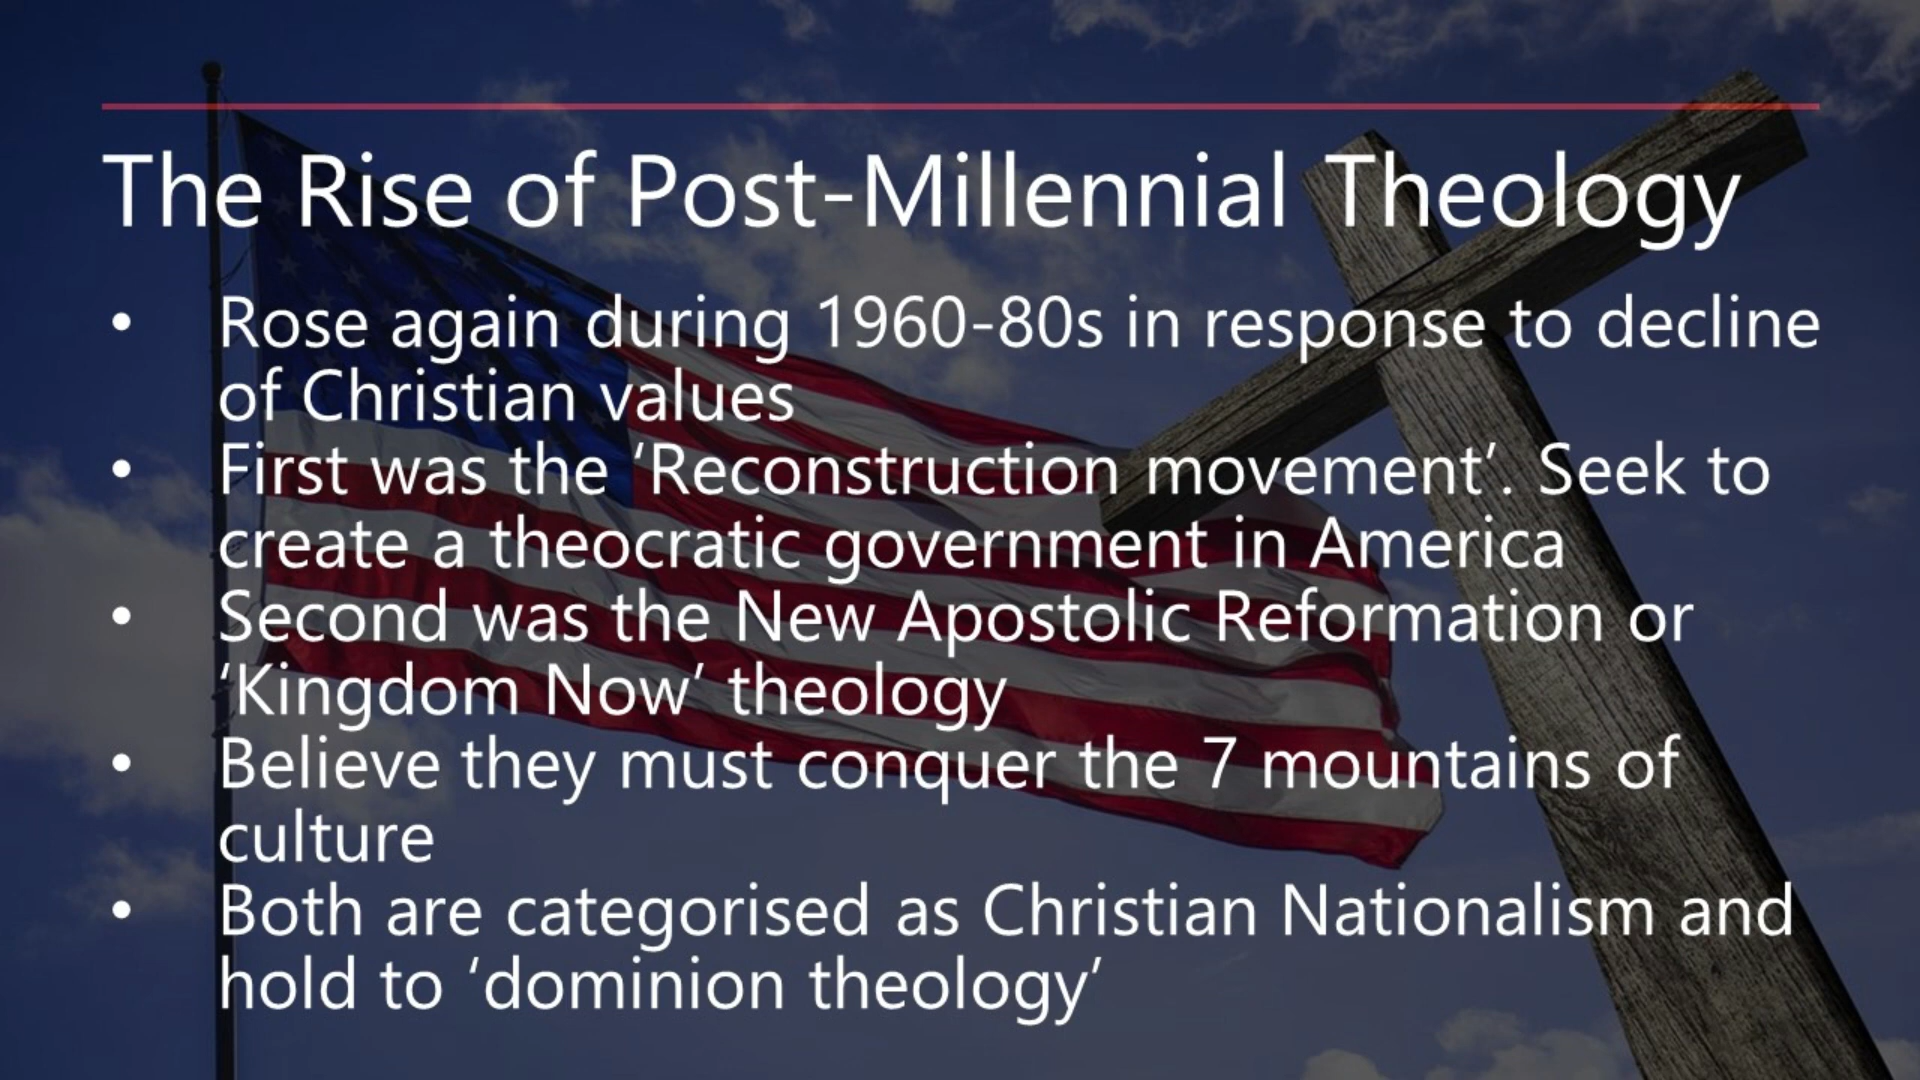 The Rise of Post-Millennial Theology
• Rose again during 1960-80s in response to decline
of Christian values
• First was the ‘Reconstruction movement’. Seek to
create a theocratic government in America
• Second was the New Apostolic Reformation or
‘Kingdom Now’ theology
• Believe they must conquer the 7 mountains of
culture
• Both are categorised as Christian Nationalism and
hold to ‘dominion theology’